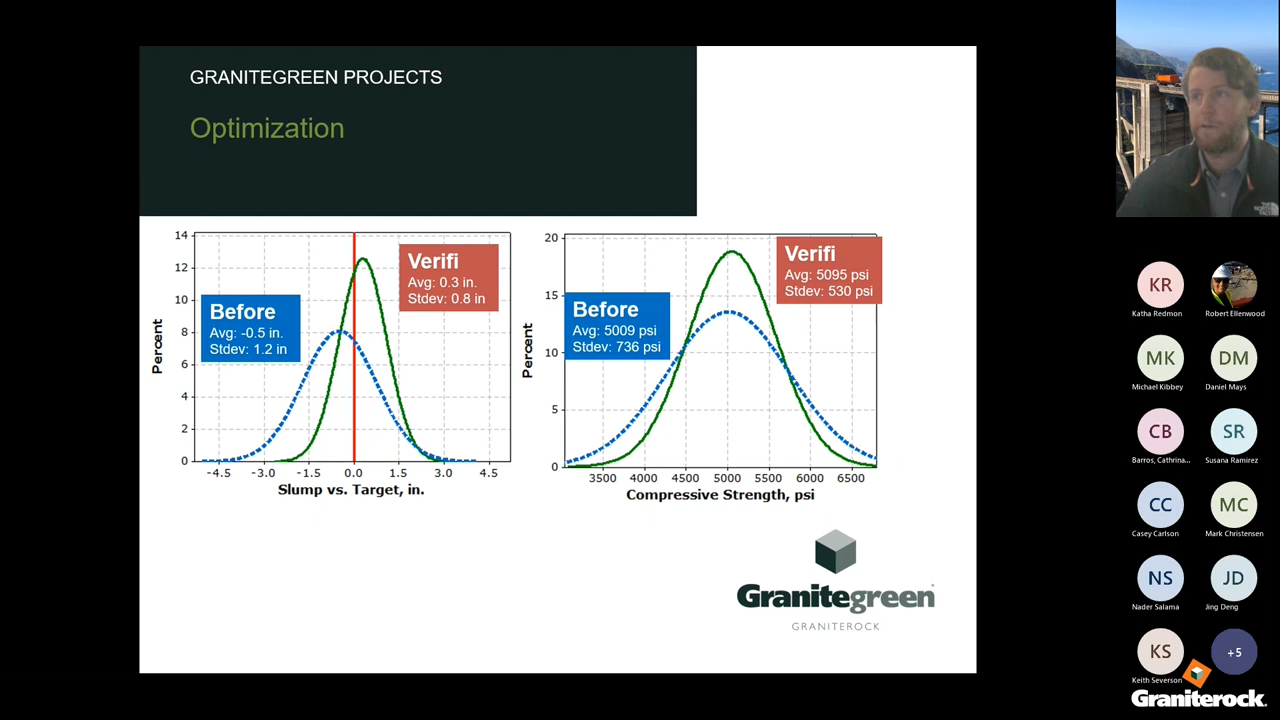 GRANITEGREEN PROJECTS
Optimization
14
12
10
8
6
4
2
0
Percent
Before
Avg: -0.5 in.
Stdev: 1.2 in
Verifi
Avg: 0.3 in.
Stdev: 0.8 in
-4.5 -3.0 -1.5 0.0 1.5 3.0 4.5
Slump vs. Target, in.
20
15
10
5
0
Percent
Before
Avg: 5009 psi
Stdev: 736 psi
Verifi
Avg: 5095 psi
Stdev: 530 psi
3500 4000 4500 5000 5500 6000 6500
Compressive Strength, psi
Granitegreen
GRANITEROCK
THE
NORTH
FACE
KR
Katha Redmon
Robert Ellenwood
MK
Michael Kibbey
DM
Daniel Mays
CB
Barros, Cathrina...
SR
Susana Ramirez
CC
Casey Carlson
MC
Mark Christensen
NS
Nader Salama
JD
Jing Deng
KS
Keith Severson
+5
Graniterock.